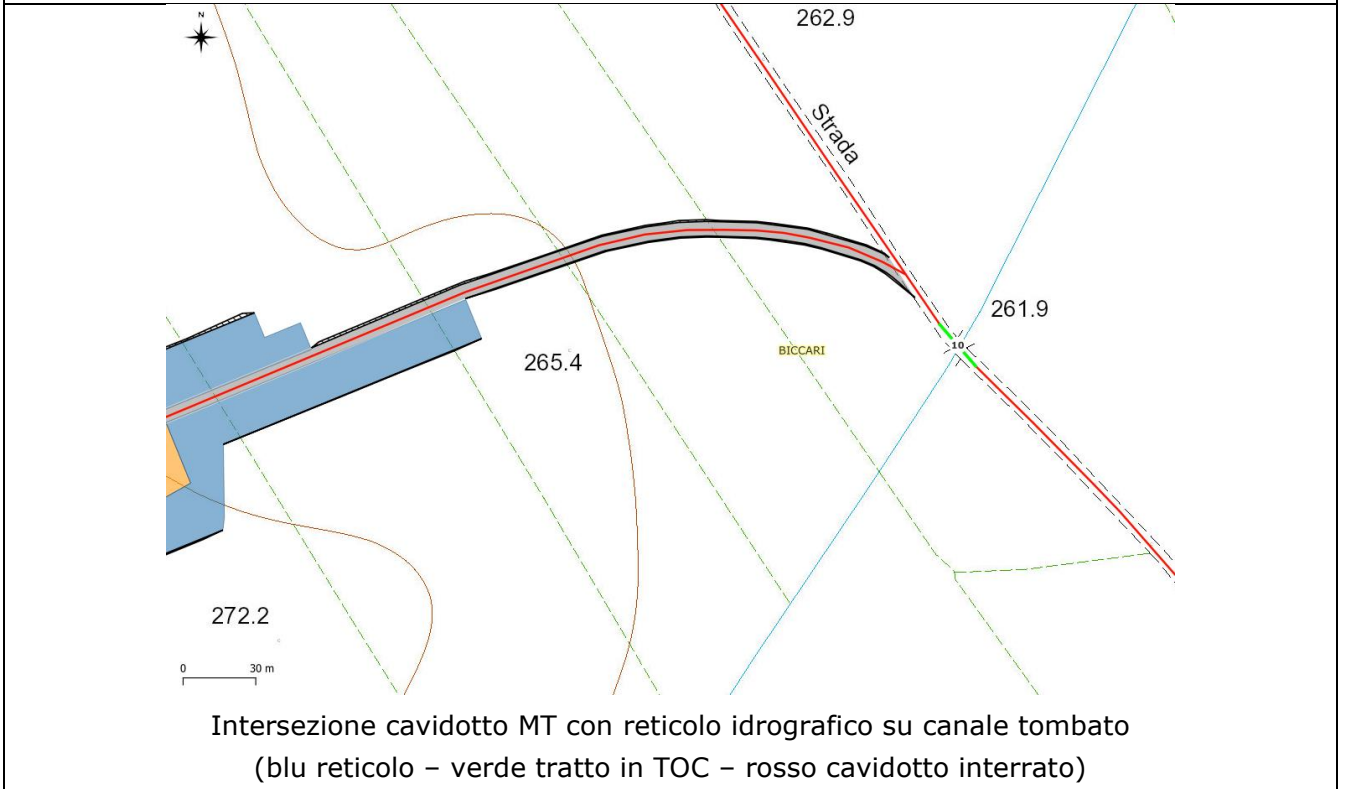 N
262.9
Strada
261.9
10
BICCARI
265.4
272.2
0 30 m
Intersezione cavidotto MT con reticolo idrografico su canale tombato
(blu reticolo – verde tratto in TOC – rosso cavidotto interrato)